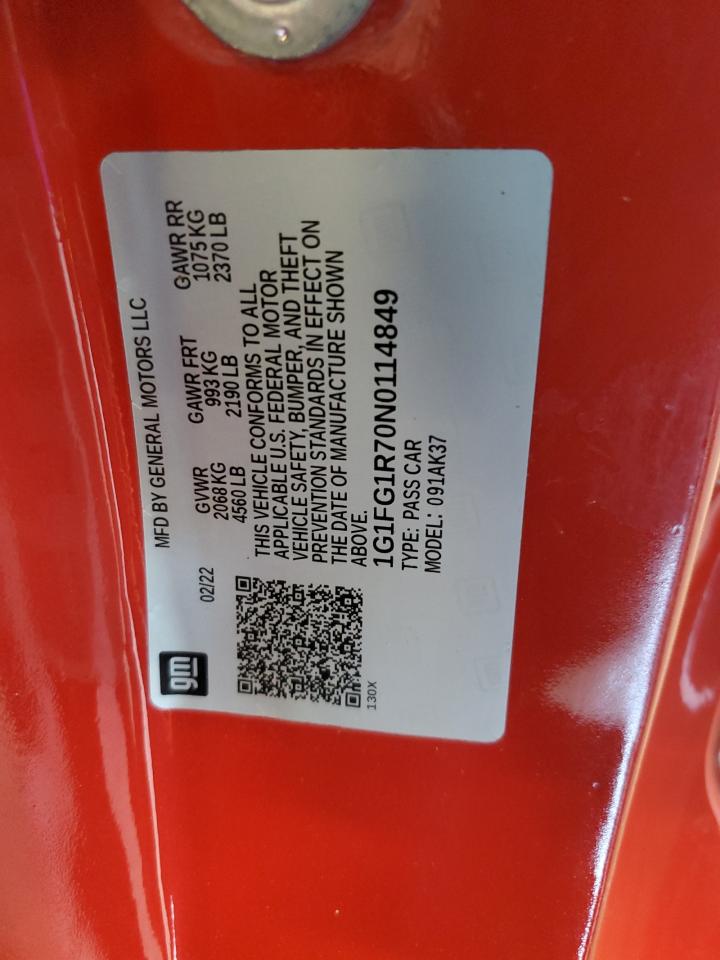 gm
MFD BY GENERAL MOTORS LLC
02/22
GVWR GAWR FRT GAWR RR
2068 KG 993 KG 1075 KG
4560 LB 2190 LB 2370 LB
THIS VEHICLE CONFORMS TO ALL
APPLICABLE U.S. FEDERAL MOTOR
VEHICLE SAFETY, BUMPER, AND THEFT
PREVENTION STANDARDS IN EFFECT ON
THE DATE OF MANUFACTURE SHOWN
ABOVE.
1G1FG1R70N0114849
TYPE: PASS CAR
MODEL: 091AK37
130X